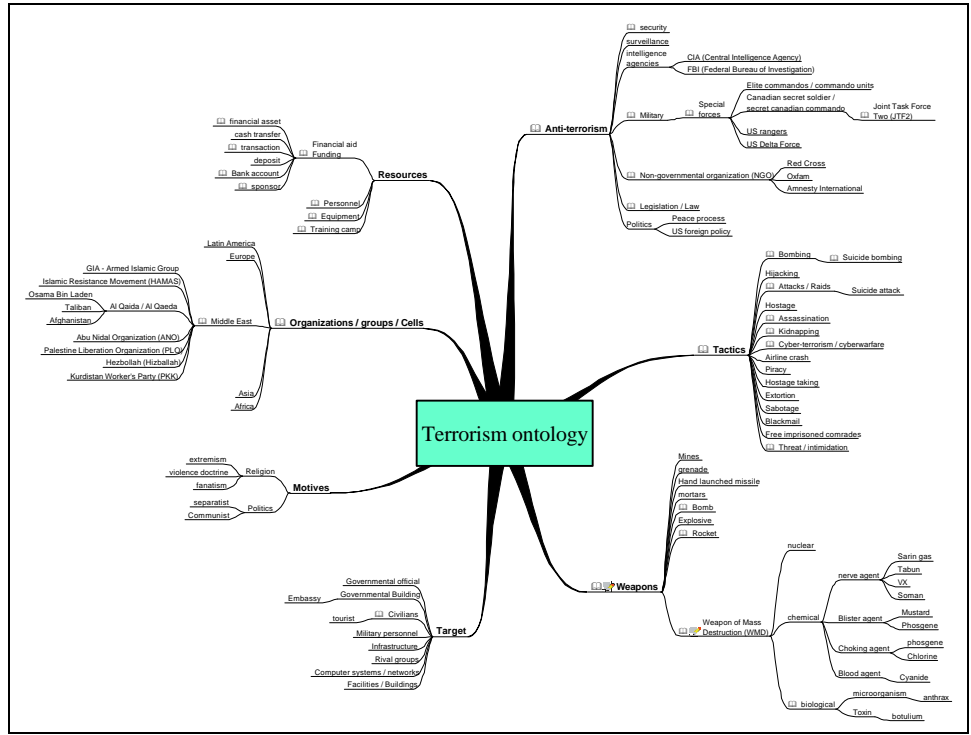 Terrorism ontology
Anti-terrorism
security
surveillance
intelligence
agencies
CIA (Central Intelligence Agency)
FBI (Federal Bureau of Investigation)
Military
Special
forces
Elite commandos / commando units
Canadian secret soldier /
secret canadian commando
Joint Task Force
Two (JTF2)
US rangers
US Delta Force
Non-governmental organization (NGO)
Red Cross
Oxfam
Amnesty International
Legislation / Law
Politics
Peace process
US foreign policy
Tactics
Bombing
Suicide bombing
Hijacking
Attacks / Raids
Suicide attack
Hostage
Assassination
Kidnapping
Cyber-terrorism / cyberwarfare
Airline crash
Piracy
Hostage taking
Extortion
Sabotage
Blackmail
Free imprisoned comrades
Threat / intimidation
Weapons
Mines
grenade
Hand launched missile
mortars
Bomb
Explosive
Rocket
Weapon of Mass
Destruction (WMD)
nuclear
chemical
nerve agent
Sarin gas
Tabun
VX
Soman
Blister agent
Mustard
Phosgene
Choking agent
phosgene
Chlorine
Blood agent
Cyanide
biological
microorganism
anthrax
Toxin
botulium
Resources
Financial aid
Funding
financial asset
cash transfer
transaction
deposit
Bank account
sponsor
Personnel
Equipment
Training camp
Organizations / groups / Cells
Latin America
Europe
Middle East
GIA - Armed Islamic Group
Islamic Resistance Movement (HAMAS)
Al Qaida / Al Qaeda
Osama Bin Laden
Taliban
Afghanistan
Abu Nidal Organization (ANO)
Palestine Liberation Organization (PLO)
Hezbollah (Hizballah)
Kurdistan Worker's Party (PKK)
Asia
Africa
Motives
Religion
extremism
violence doctrine
fanatism
Politics
separatist
Communist
Target
Governmental official
Governmental Building
Embassy
Civilians
tourist
Military personnel
Infrastructure
Rival groups
Computer systems / networks
Facilities / Buildings